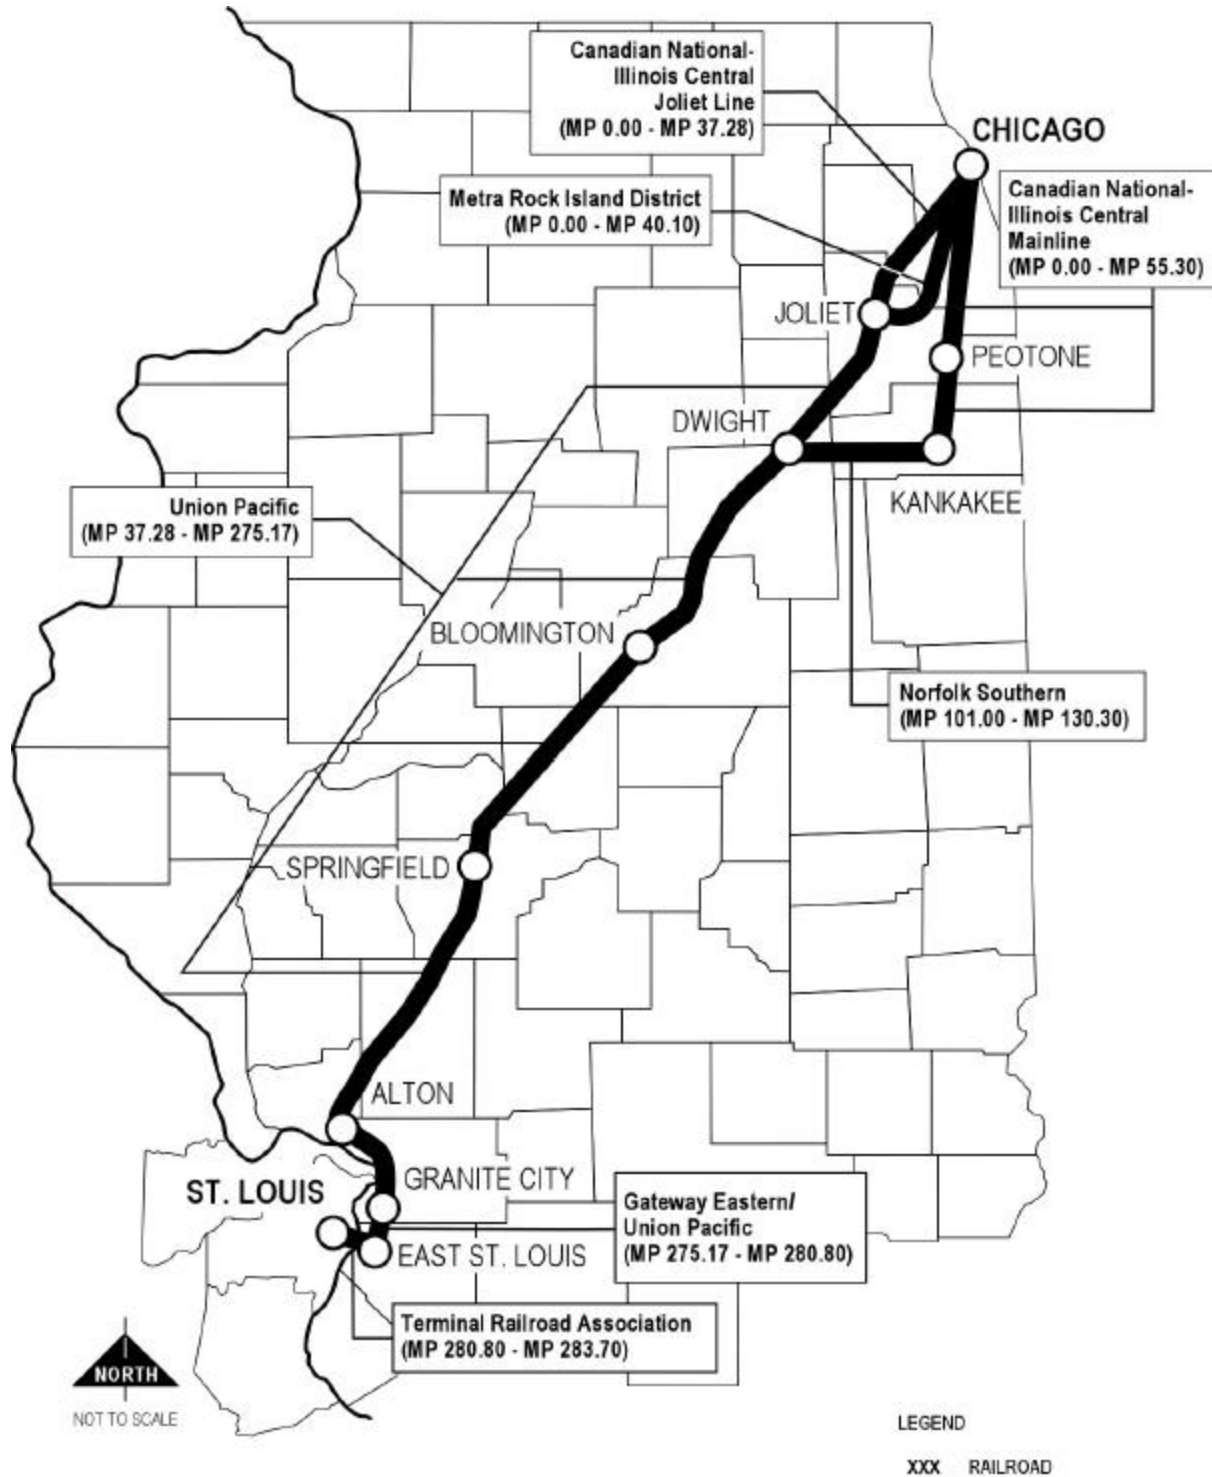 Canadian National-
Illinois Central
Joliet Line
(MP 0.00 - MP 37.28)
CHICAGO
Metra Rock Island District
(MP 0.00 - MP 40.10)
Canadian National-
Illinois Central
Mainline
(MP 0.00 - MP 55.30)
JOLIET
PEOTONE
DWIGHT
KANKAKEE
Union Pacific
(MP 37.28 - MP 275.17)
BLOOMINGTON
Norfolk Southern
(MP 101.00 - MP 130.30)
SPRINGFIELD
ALTON
GRANITE CITY
ST. LOUIS
Gateway Eastern/
Union Pacific
(MP 275.17 - MP 280.80)
EAST ST. LOUIS
Terminal Railroad Association
(MP 280.80 - MP 283.70)
NORTH
NOT TO SCALE
LEGEND
XXX RAILROAD